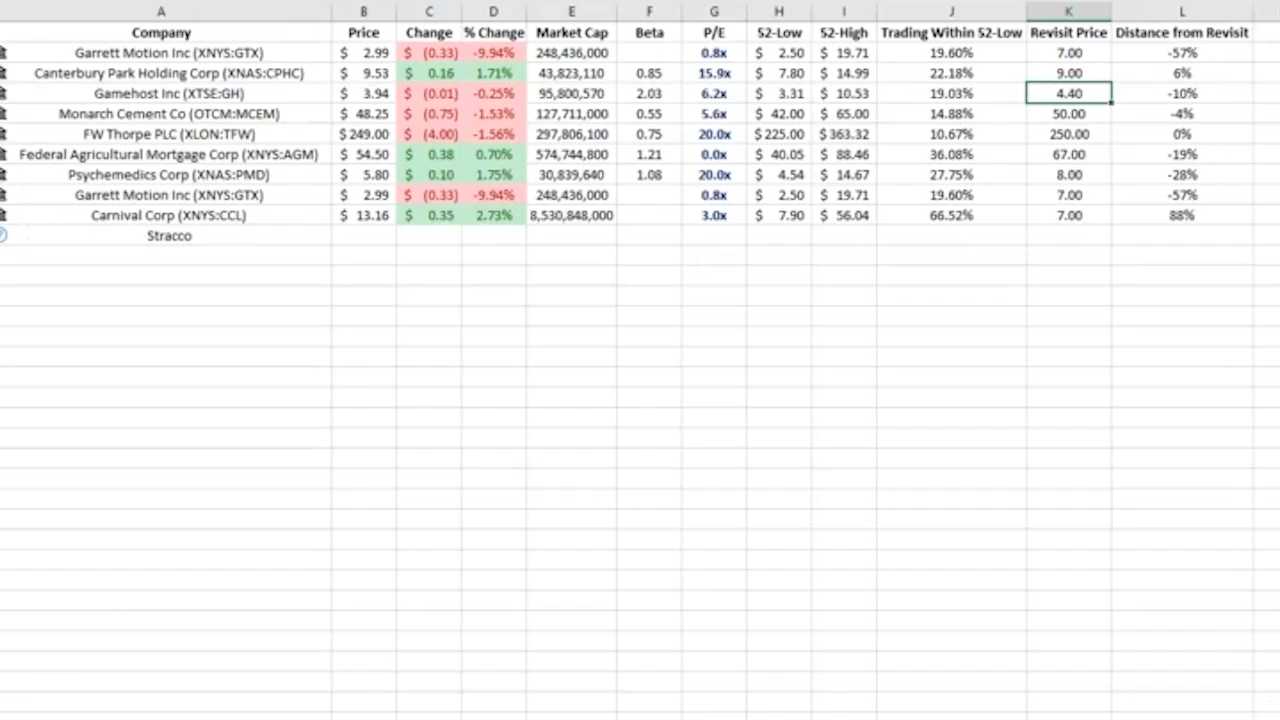 A B C D E F G H I J K L
Company Price Change % Change Market Cap Beta P/E 52-Low 52-High Trading Within 52-Low Revisit Price Distance from Revisit
Garrett Motion Inc (XNYS:GTX) $ 2.99 $ (0.33) -9.94% 248,436,000 0.8x $ 2.50 $ 19.71 19.60% 7.00 -57%
Canterbury Park Holding Corp (XNAS:CPHC) $ 9.53 $ 0.16 1.71% 43,823,110 0.85 15.9x $ 7.80 $ 14.99 22.18% 9.00 6%
Gamehost Inc (XTSE:GH) $ 3.94 $ (0.01) -0.25% 95,800,570 2.03 6.2x $ 3.31 $ 10.53 19.03% 4.40 -10%
Monarch Cement Co (OTCM:MCEM) $ 48.25 $ (0.75) -1.53% 127,711,000 0.55 5.6x $ 42.00 $ 65.00 14.88% 50.00 -4%
FW Thorpe PLC (XLON:TFW) $ 249.00 $ (4.00) -1.56% 297,806,100 0.75 20.0x $ 225.00 $ 363.32 10.67% 250.00 0%
Federal Agricultural Mortgage Corp (XNYS:AGM) $ 54.50 $ 0.38 0.70% 574,744,800 1.21 0.0x $ 40.05 $ 88.46 36.08% 67.00 -19%
Psychemedics Corp (XNAS:PMD) $ 5.80 $ 0.10 1.75% 30,839,640 1.08 20.0x $ 4.54 $ 14.67 27.75% 8.00 -28%
Garrett Motion Inc (XNYS:GTX) $ 2.99 $ (0.33) -9.94% 248,436,000 0.8x $ 2.50 $ 19.71 19.60% 7.00 -57%
Carnival Corp (XNYS:CCL) $ 13.16 $ 0.35 2.73% 8,530,848,000 3.0x $ 7.90 $ 56.04 66.52% 7.00 88%
Stracco